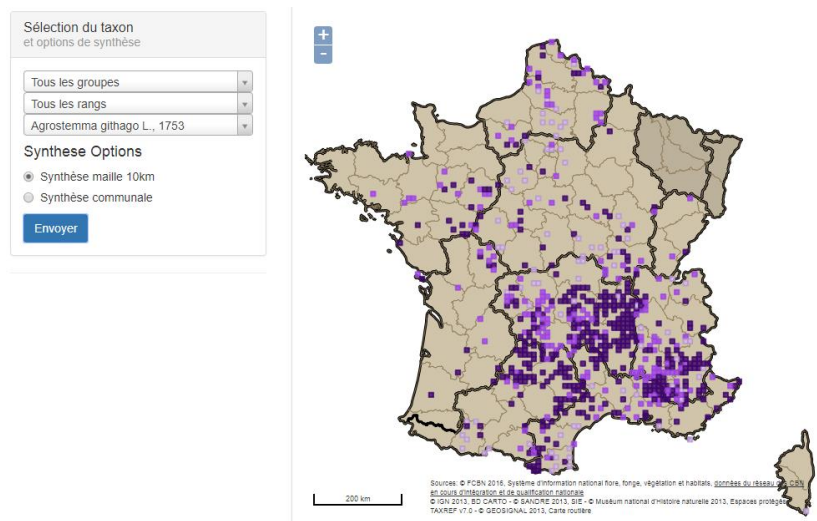 Sélection du taxon
et options de synthèse
Tous les groupes
Tous les rangs
Agrostemma githago L., 1753
Synthese Options
Synthèse maille 10km
Synthèse communale
Envoyer
+
-
200 km
Sources: © FCBN 2016, Système d'information national flore, fonge, végétation et habitats, données du réseau des CBN
en cours d'intégration et de qualification nationale
© IGN 2013, BD CARTO - © SANDRE 2013, SIE - © Muséum national d'Histoire naturelle 2013, Espaces protégés
TAXREF v7.0 - © GEOSIGNAL 2013, Carte routière